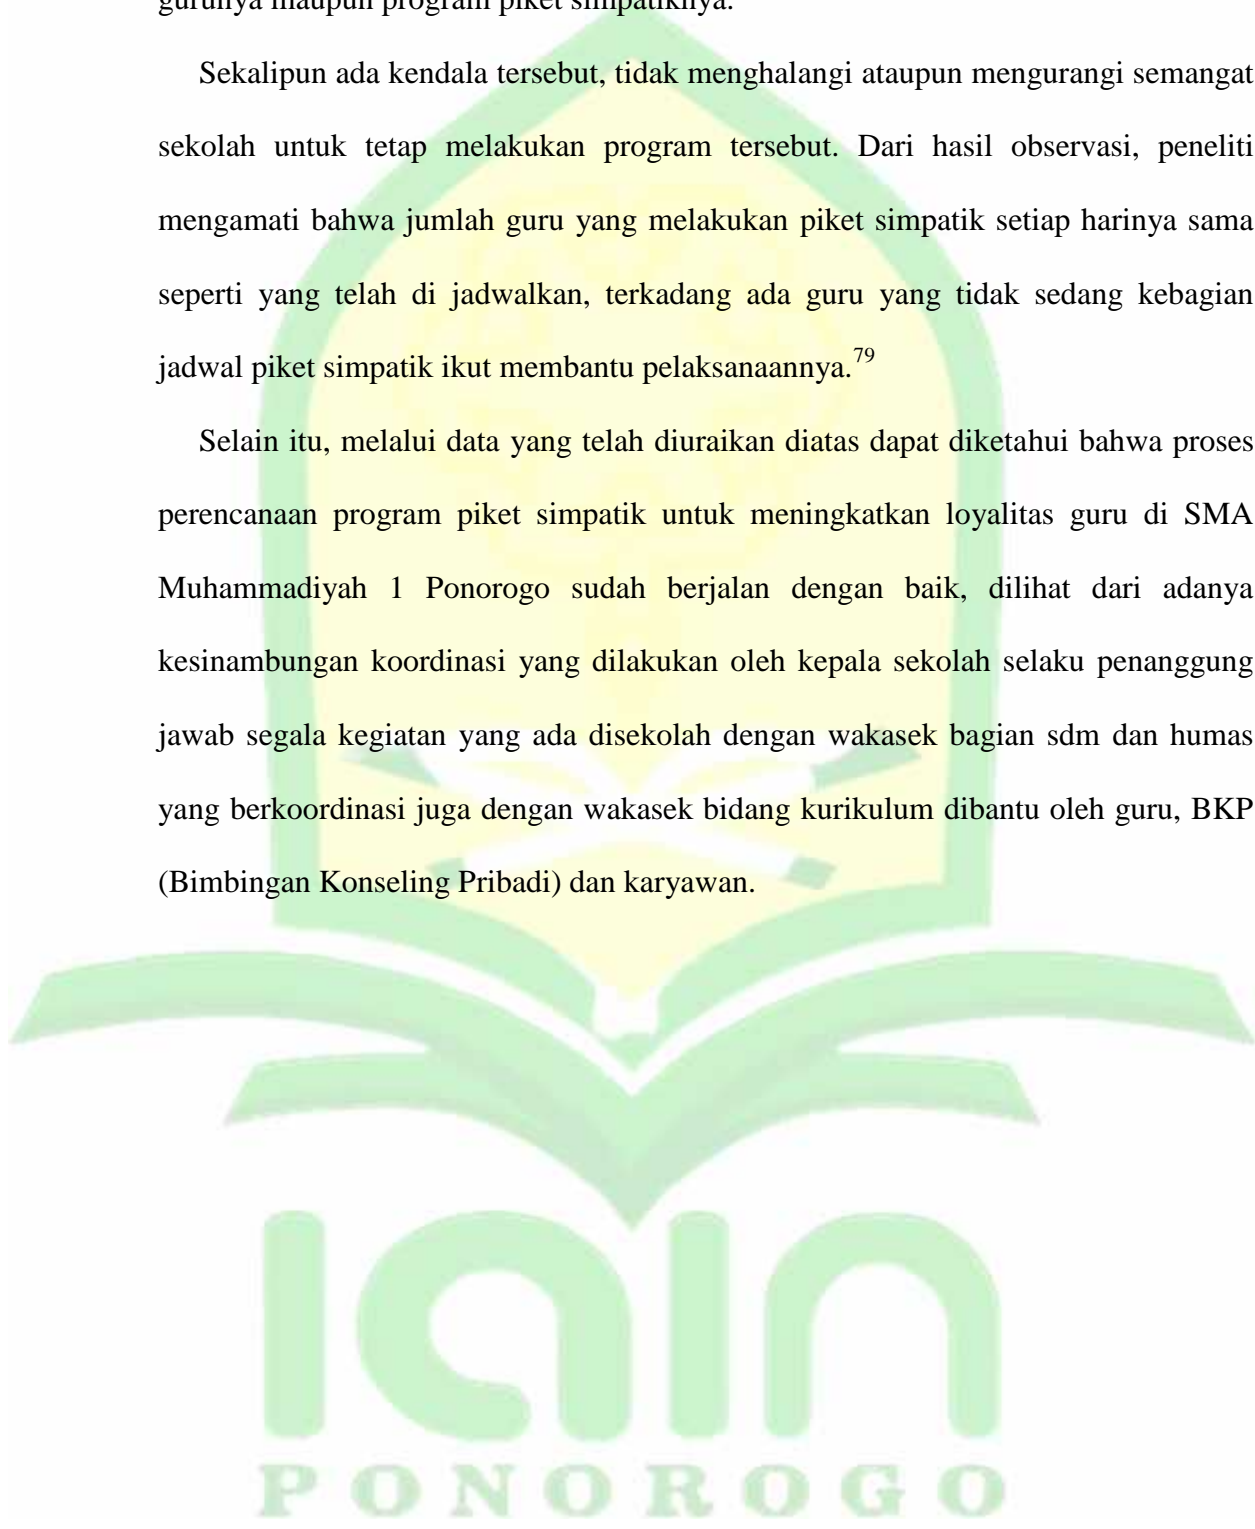 gurunya maupun program piket simpatiknya.
Sekalipun ada kendala tersebut, tidak menghalangi ataupun mengurangi semangat
sekolah untuk tetap melakukan program tersebut. Dari hasil observasi, peneliti
mengamati bahwa jumlah guru yang melakukan piket simpatik setiap harinya sama
seperti yang telah di jadwalkan, terkadang ada guru yang tidak sedang kebagian
jadwal piket simpatik ikut membantu pelaksanaannya.79
Selain itu, melalui data yang telah diuraikan diatas dapat diketahui bahwa proses
perencanaan program piket simpatik untuk meningkatkan loyalitas guru di SMA
Muhammadiyah 1 Ponorogo sudah berjalan dengan baik, dilihat dari adanya
kesinambungan koordinasi yang dilakukan oleh kepala sekolah selaku penanggung
jawab segala kegiatan yang ada disekolah dengan wakasek bagian sdm dan humas
yang berkoordinasi juga dengan wakasek bidang kurikulum dibantu oleh guru, BKP
(Bimbingan Konseling Pribadi) dan karyawan.
iain
PONOROGO